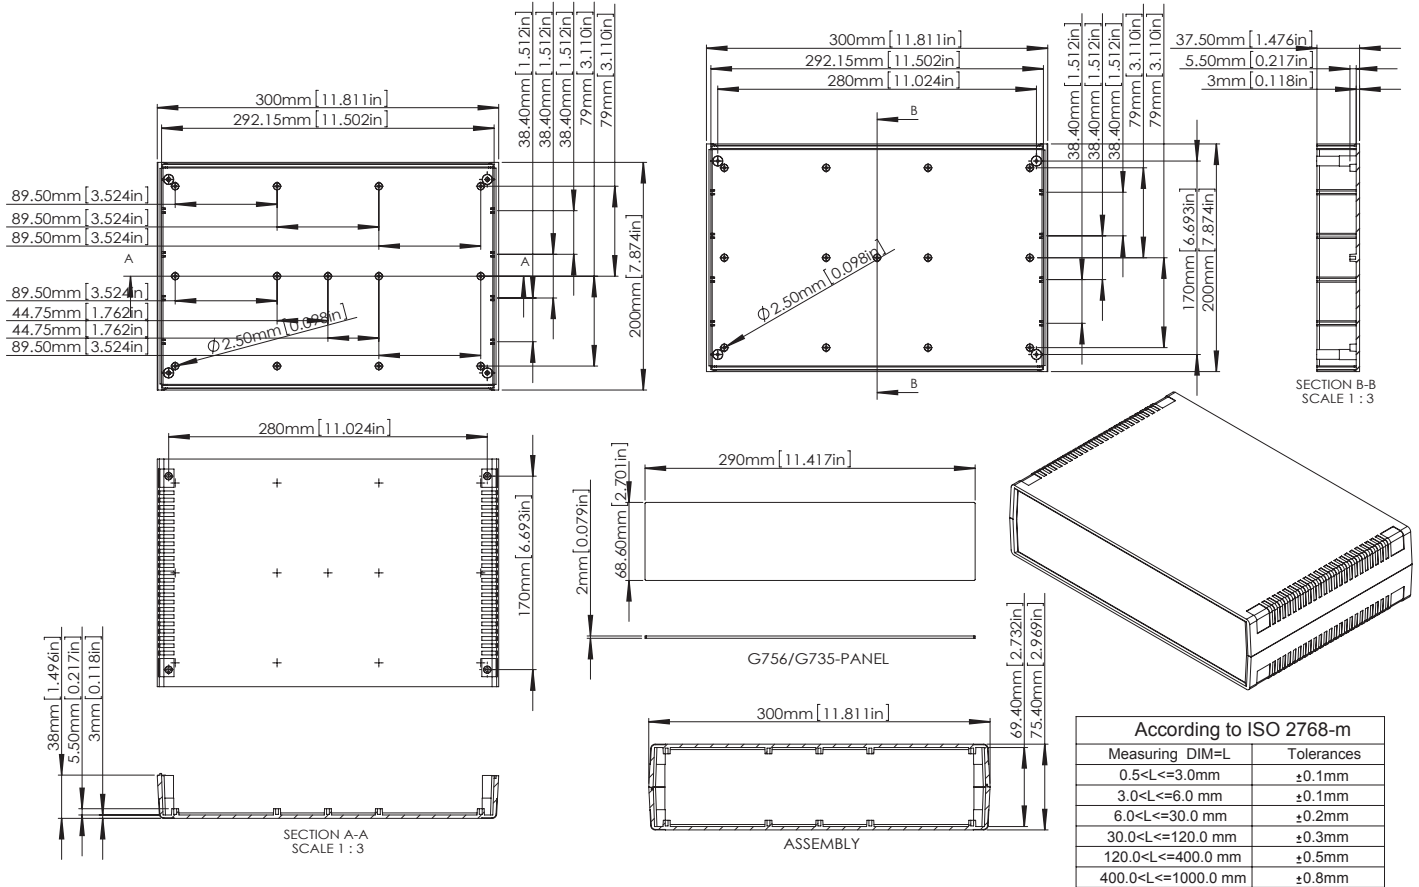 300mm [11.811in]
292.15mm [11.502in]
38.40mm [1.512in]
38.40mm [1.512in]
38.40mm [1.512in]
79mm [3.110in]
79mm [3.110in]
89.50mm [3.524in]
89.50mm [3.524in]
89.50mm [3.524in]
A
A
89.50mm [3.524in]
44.75mm [1.762in]
44.75mm [1.762in]
89.50mm [3.524in]
Ø2.50mm [0.098in]
200mm [7.874in]
300mm [11.811in]
292.15mm [11.502in]
280mm [11.024in]
B
38.40mm [1.512in]
38.40mm [1.512in]
38.40mm [1.512in]
79mm [3.110in]
79mm [3.110in]
Ø2.50mm [0.098in]
170mm [6.693in]
200mm [7.874in]
B
37.50mm [1.476in]
5.50mm [0.217in]
3mm [0.118in]
SECTION B-B
SCALE 1 : 3
280mm [11.024in]
170mm [6.693in]
290mm [11.417in]
68.60mm [2.701in]
2mm [0.079in]
G756/G735-PANEL
38mm [1.496in]
5.50mm [0.217in]
3mm [0.118in]
SECTION A-A
SCALE 1 : 3
300mm [11.811in]
69.40mm [2.732in]
75.40mm [2.969in]
ASSEMBLY
According to ISO 2768-m
Measuring DIM=L Tolerances
0.5<L<=3.0mm ±0.1mm
3.0<L<=6.0 mm ±0.1mm
6.0<L<=30.0 mm ±0.2mm
30.0<L<=120.0 mm ±0.3mm
120.0<L<=400.0 mm ±0.5mm
400.0<L<=1000.0 mm ±0.8mm